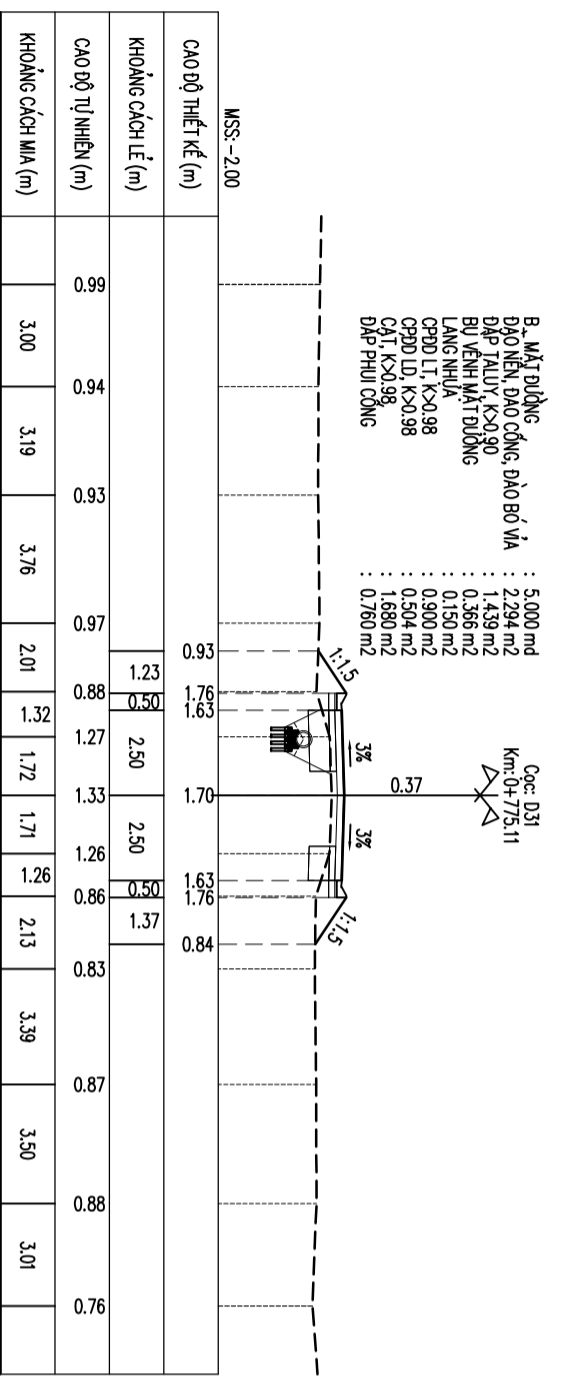 Cọc: D31
Km: 0+775.11
B_ MẶT ĐƯỜNG : 5.000 md
ĐÀO NỀN, ĐÀO CỐNG, ĐÀO BÓ VỈA : 2.294 m2
ĐẮP TALUY, K>0.90 : 1.439 m2
BÙ VÊNH MẶT ĐƯỜNG : 0.366 m2
LÁNG NHỰA : 0.150 m2
CPĐD LT, K>0.98 : 0.900 m2
CPDD LD, K>0.98 : 0.504 m2
CÁT, K>0.98 : 1.680 m2
ĐẮP PHUI CỐNG : 0.760 m2
0.37
3% 3%
1:1.5 1:1.5
MSS: -2.00
CAO ĐỘ THIẾT KẾ (m) 0.93 1.76 1.63 1.70 1.63 1.76 0.84
KHOẢNG CÁCH LẺ (m) 1.23 0.50 2.50 2.50 0.50 1.37
CAO ĐỘ TỰ NHIÊN (m) 0.99 0.94 0.93 0.97 0.88 1.27 1.33 1.26 0.86 0.83 0.87 0.88 0.76
KHOẢNG CÁCH MIA (m) 3.00 3.19 3.76 2.01 1.32 1.72 1.71 1.26 2.13 3.39 3.50 3.01